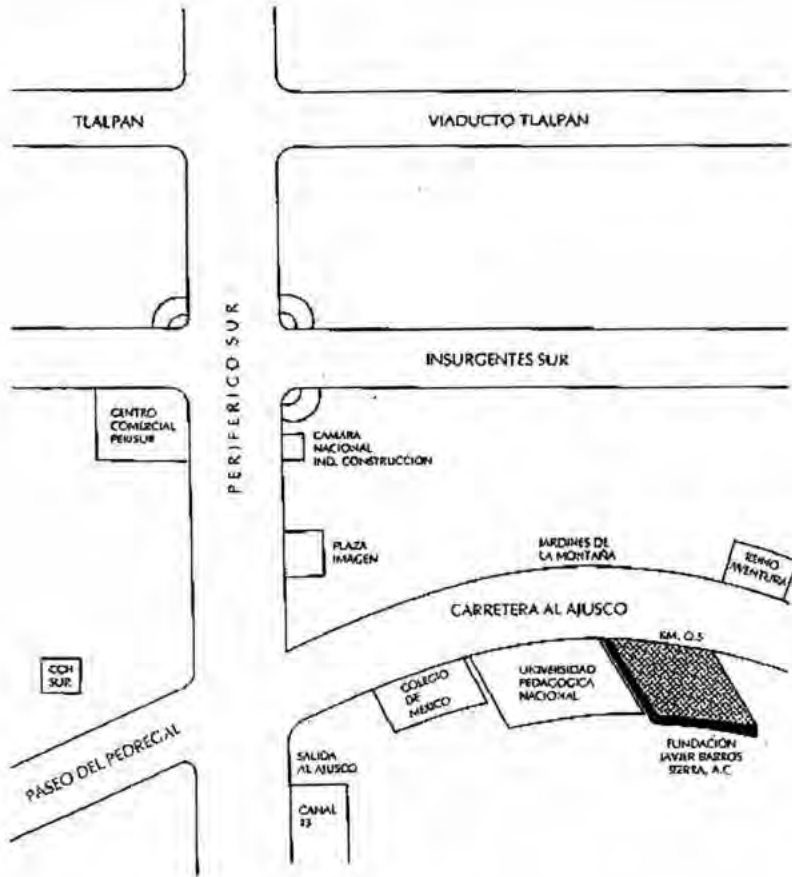 TLALPAN
VIADUCTO TLALPAN
PERIFERICO SUR
INSURGENTES SUR
CENTRO
COMERCIAL
PERISUR
CAMARA
NACIONAL
IND. CONSTRUCCION
PLAZA
IMAGEN
JARDINES DE
LA MONTAÑA
REINO
AVENTURA
CARRETERA AL AJUSCO
KM. 0.5
CCH
SUR
COLEGIO
DE
MEXICO
UNIVERSIDAD
PEDAGOGICA
NACIONAL
PASEO DEL PEDREGAL
SALIDA
AL AJUSCO
FUNDACIÓN
JAVIER BARROS
SIERRA, A.C.
CANAL
13